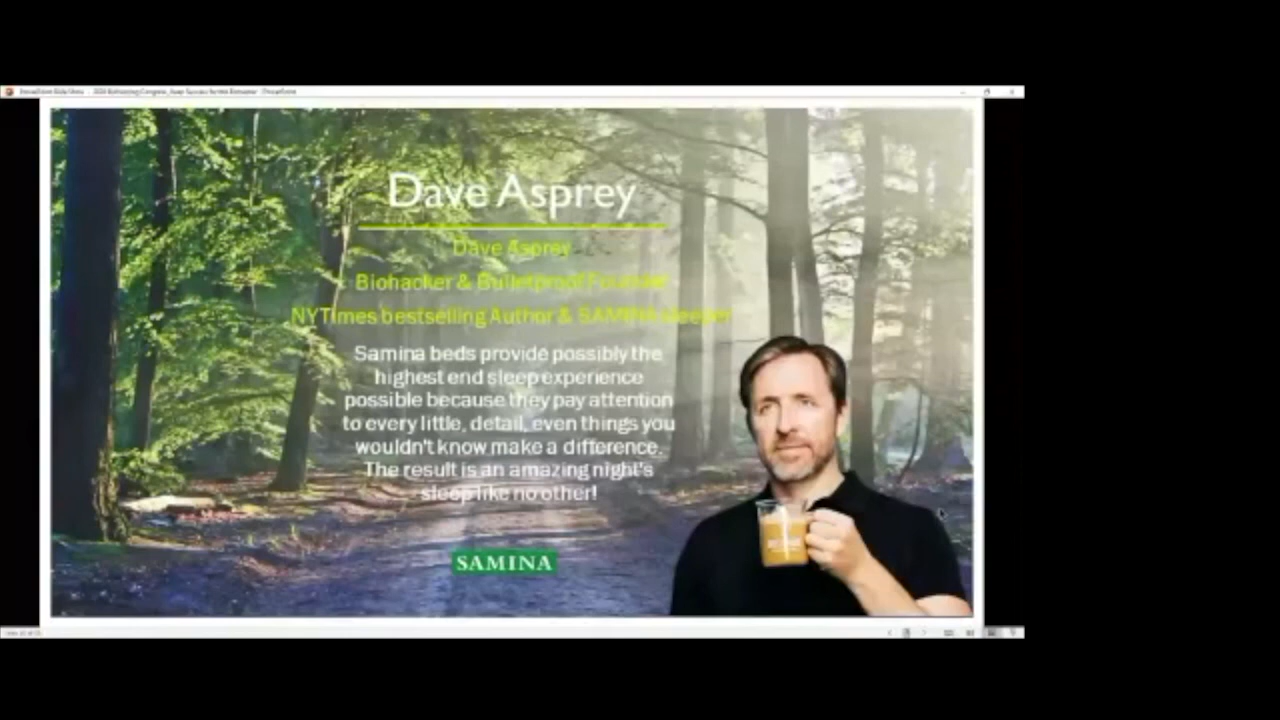 Dave Asprey
Dave Asprey
Biohacker & Bulletproof Founder
NYTimes bestselling Author & SAMINA sleeper
Samina beds provide possibly the
highest end sleep experience
possible because they pay attention
to every little, detail, even things you
wouldn't know make a difference.
The result is an amazing night's
sleep like no other!
SAMINA